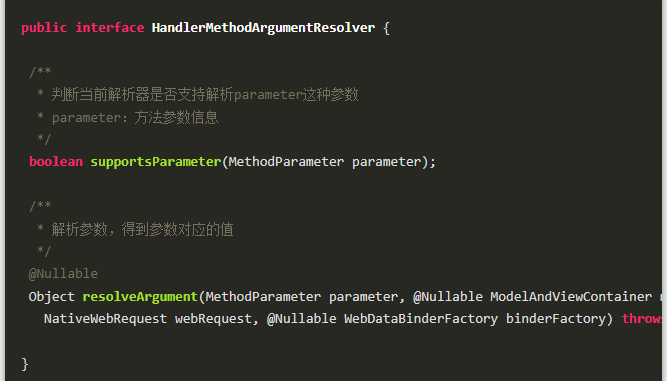 public interface HandlerMethodArgumentResolver {
/**
* 判断当前解析器是否支持解析parameter这种参数
* parameter：方法参数信息
*/
boolean supportsParameter(MethodParameter parameter);
/**
* 解析参数，得到参数对应的值
*/
@Nullable
Object resolveArgument(MethodParameter parameter, @Nullable ModelAndViewContainer
NativeWebRequest webRequest, @Nullable WebDataBinderFactory binderFactory) throws
}